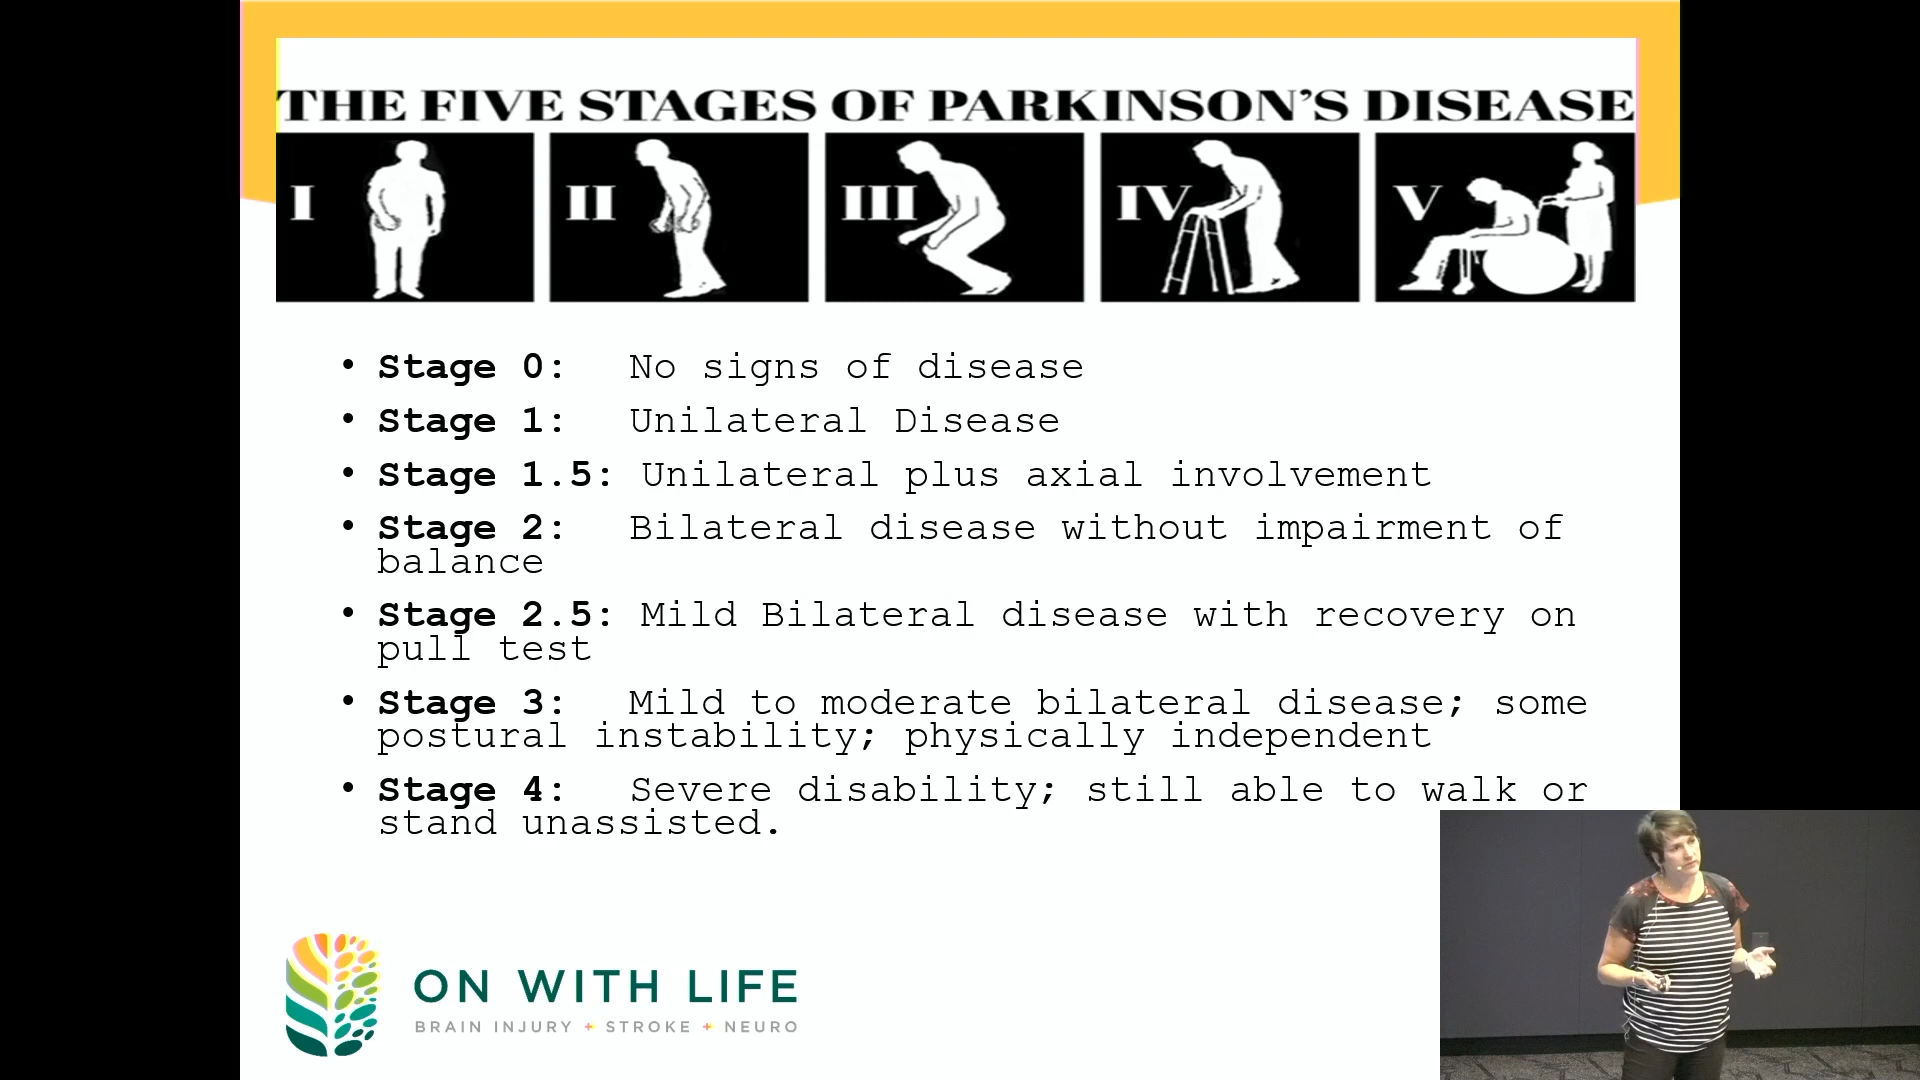 THE FIVE STAGES OF PARKINSON'S DISEASE
I
II
III
IV
V
• Stage 0: No signs of disease
• Stage 1: Unilateral Disease
• Stage 1.5: Unilateral plus axial involvement
• Stage 2: Bilateral disease without impairment of
balance
• Stage 2.5: Mild Bilateral disease with recovery on
pull test
• Stage 3: Mild to moderate bilateral disease; some
postural instability; physically independent
• Stage 4: Severe disability; still able to walk or
stand unassisted.
ON WITH LIFE
BRAIN INJURY + STROKE + NEURO